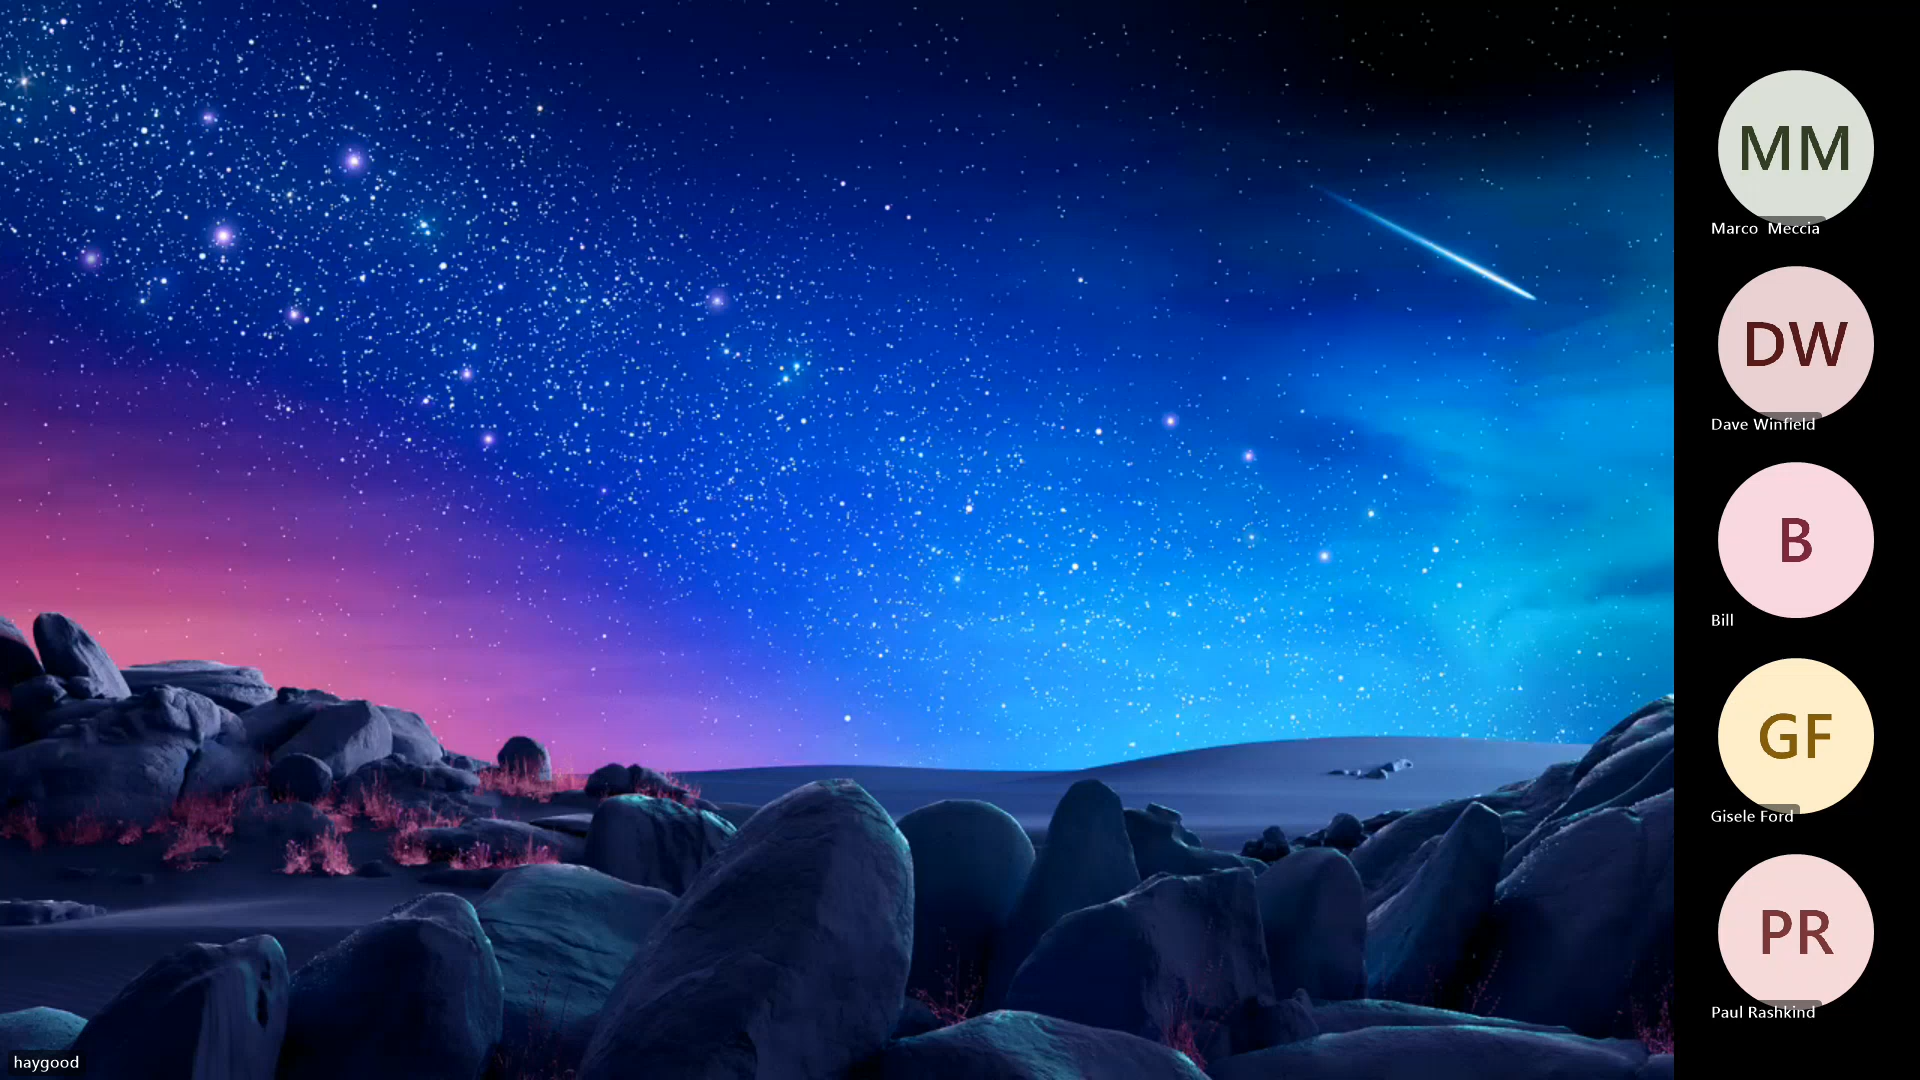 MM
Marco  Meccia
DW
Dave Winfield
B
Bill
GF
Gisele Ford
PR
Paul Rashkind
haygood